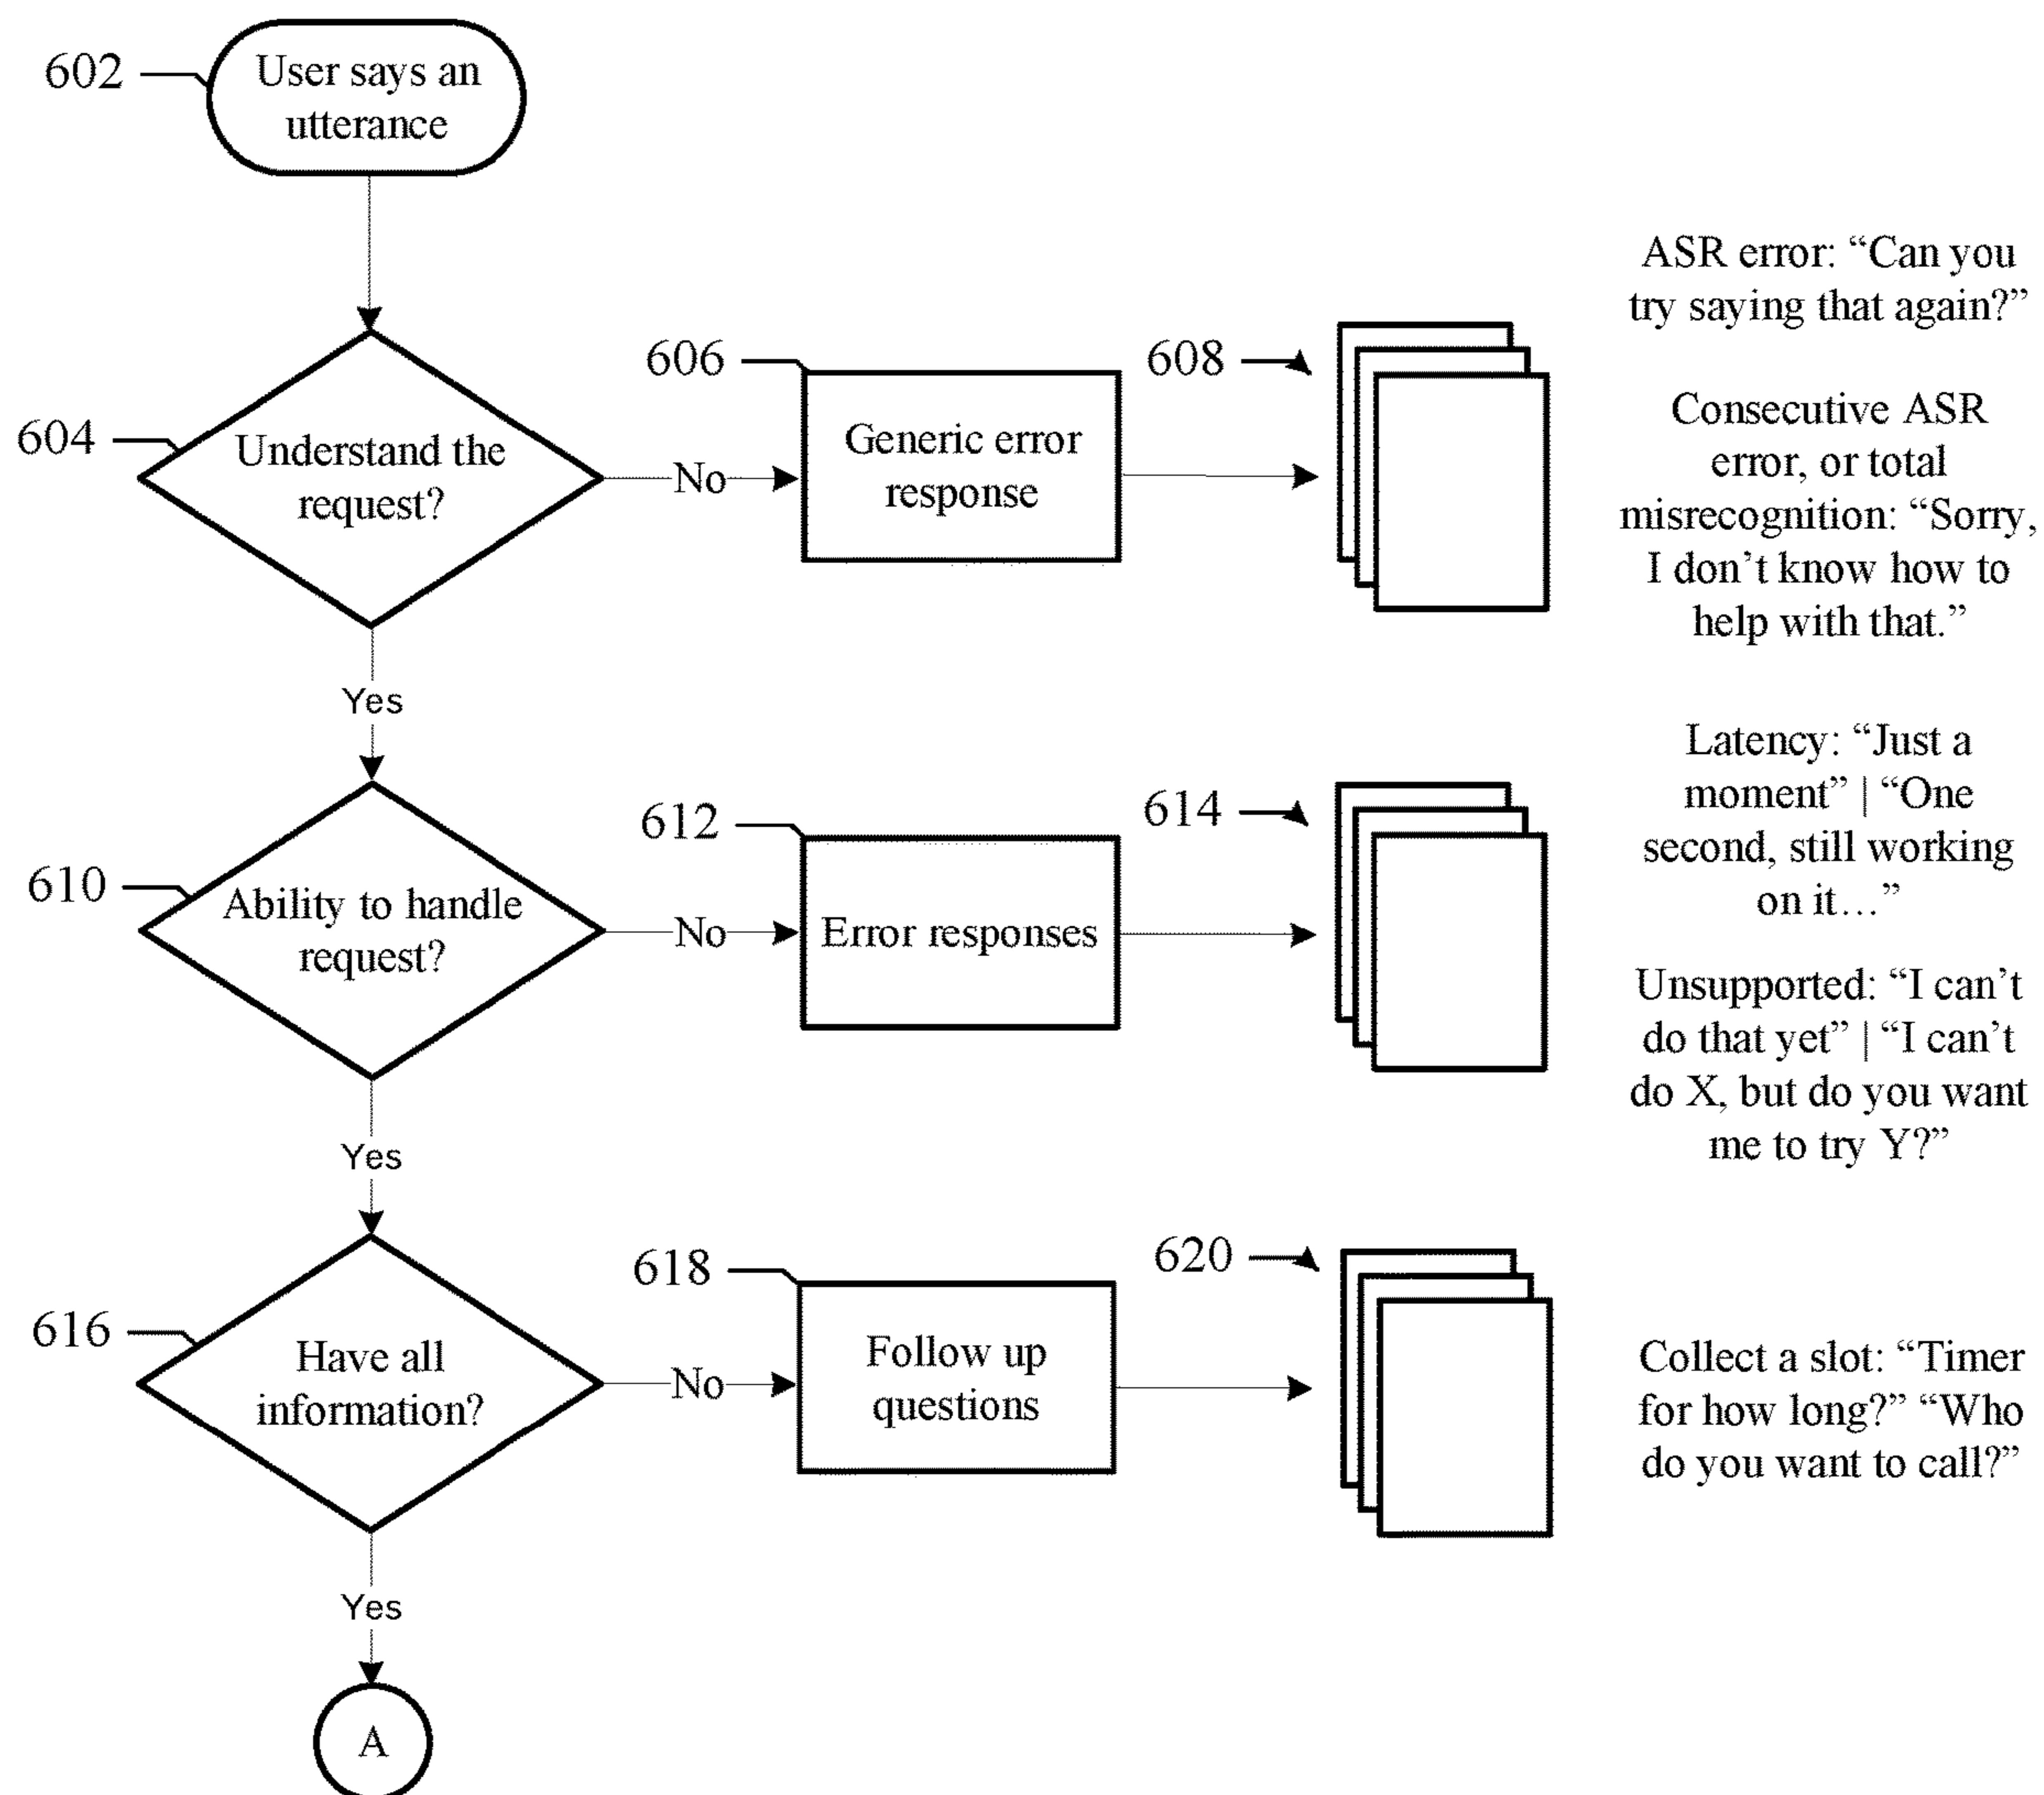 602
User says an
utterance
604
Understand the
request?
No
606
Generic error
response
608
ASR error: “Can you
try saying that again?”
Consecutive ASR
error, or total
misrecognition: “Sorry,
I don’t know how to
help with that.”
Yes
610
Ability to handle
request?
No
612
Error responses
614
Latency: “Just a
moment” | “One
second, still working
on it…”
Unsupported: “I can’t
do that yet” | “I can’t
do X, but do you want
me to try Y?”
Yes
616
Have all
information?
No
618
Follow up
questions
620
Collect a slot: “Timer
for how long?” “Who
do you want to call?”
Yes
A